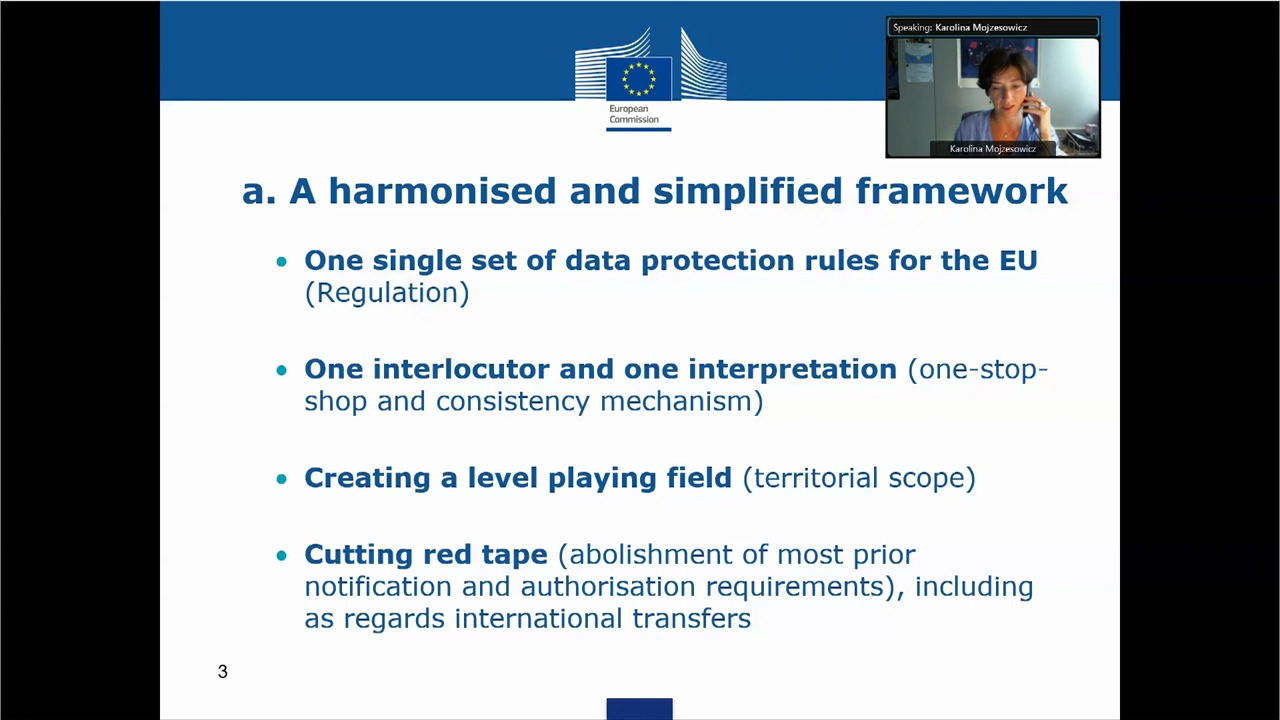 Speaking: Karolina Mojzesowicz
European
Commission
Karolina Mojzesowicz
a. A harmonised and simplified framework
• One single set of data protection rules for the EU
(Regulation)
• One interlocutor and one interpretation (one-stop-
shop and consistency mechanism)
• Creating a level playing field (territorial scope)
• Cutting red tape (abolishment of most prior
notification and authorisation requirements), including
as regards international transfers
3